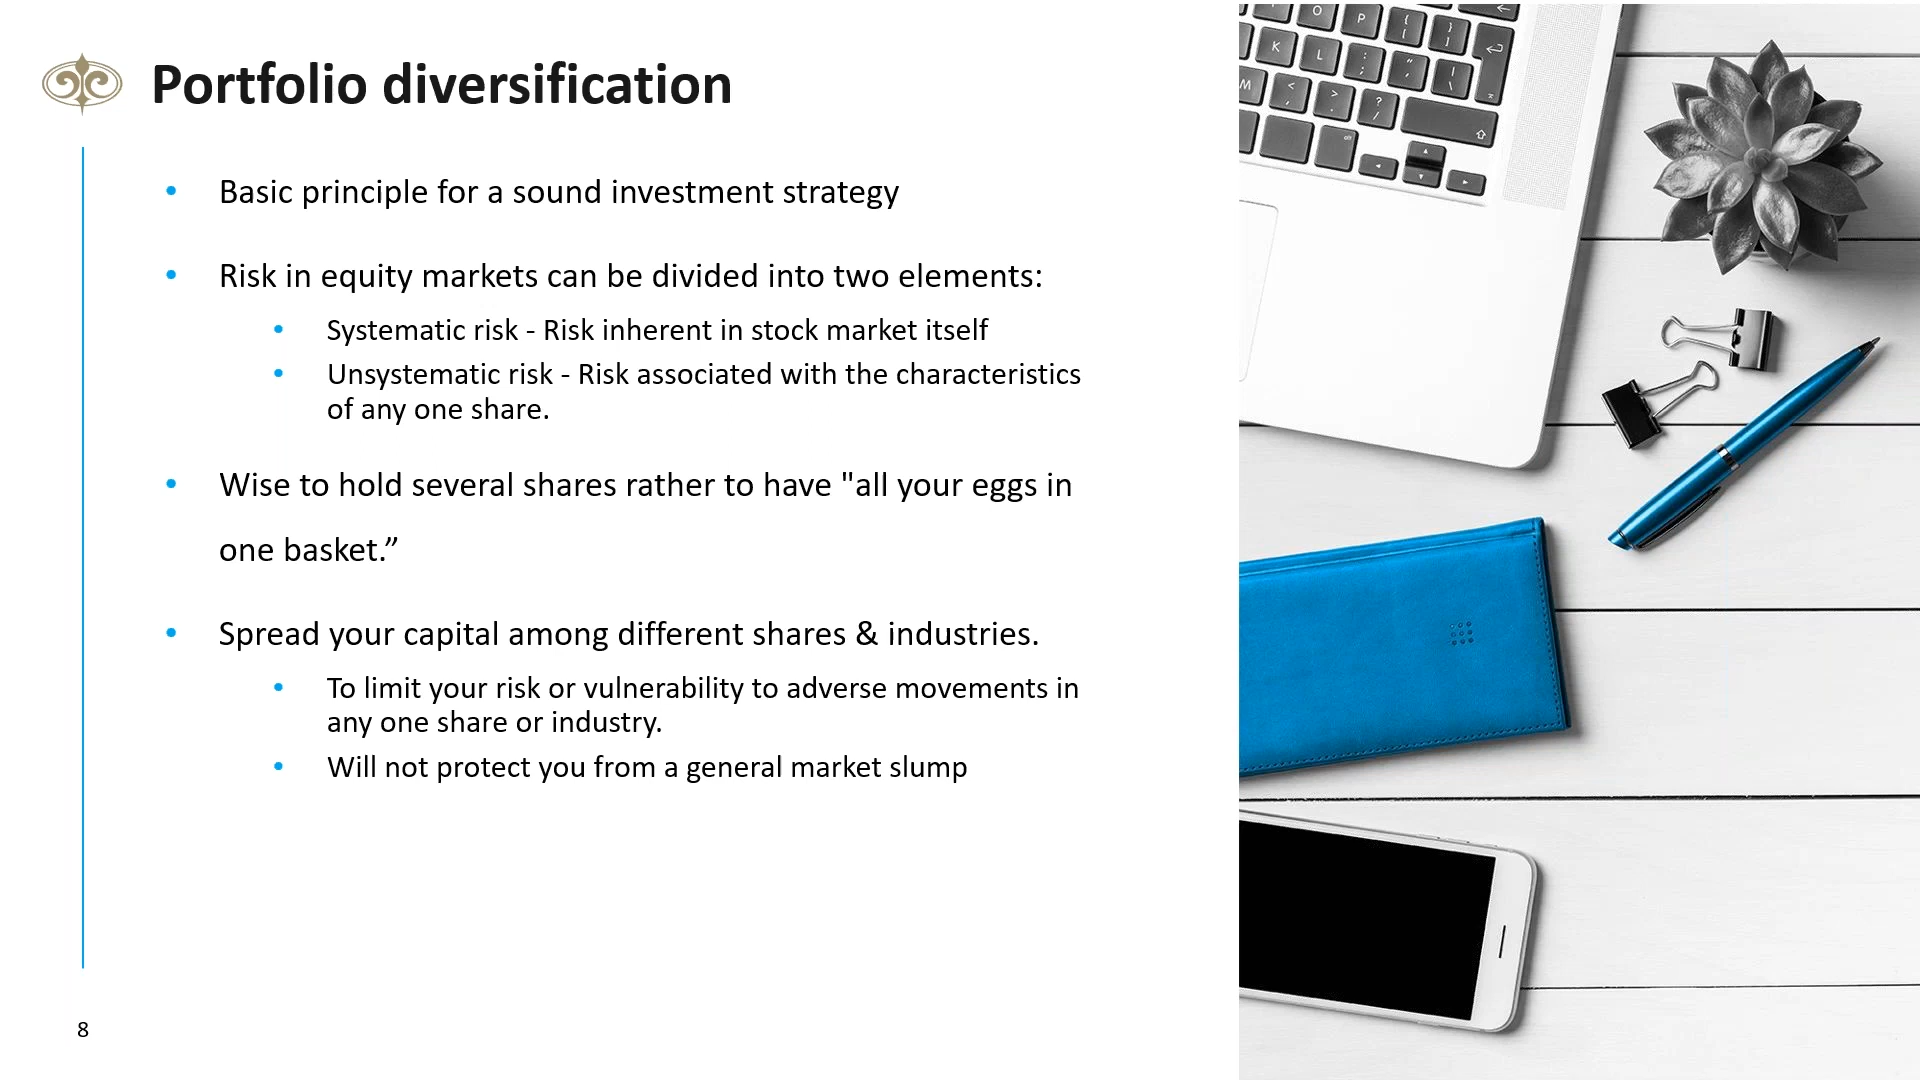 Portfolio diversification
• Basic principle for a sound investment strategy
• Risk in equity markets can be divided into two elements:
• Systematic risk - Risk inherent in stock market itself
• Unsystematic risk - Risk associated with the characteristics
of any one share.
• Wise to hold several shares rather to have "all your eggs in
one basket.”
• Spread your capital among different shares & industries.
• To limit your risk or vulnerability to adverse movements in
any one share or industry.
• Will not protect you from a general market slump
8
O P { [ } ]
K L : ; " ' | \
M < , > . ? /